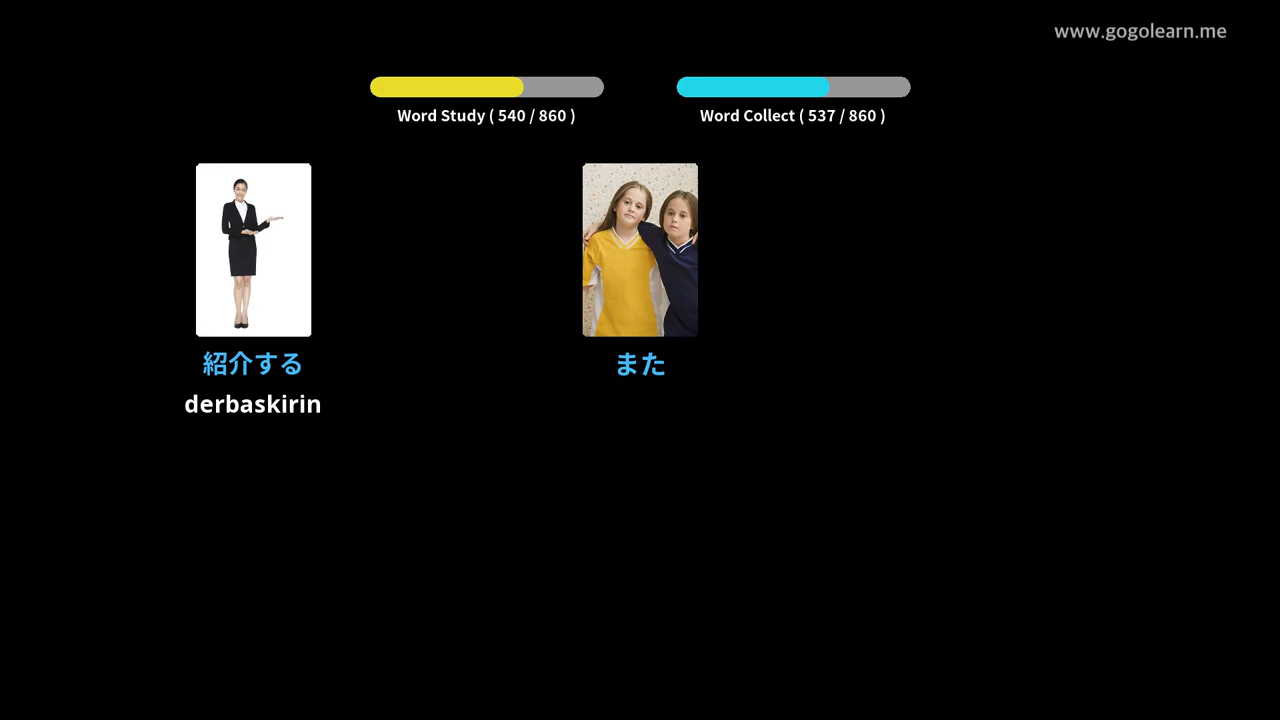 www.gogolearn.me
Word Study ( 540 / 860 )
Word Collect ( 537 / 860 )
紹介する
また
derbaskirin